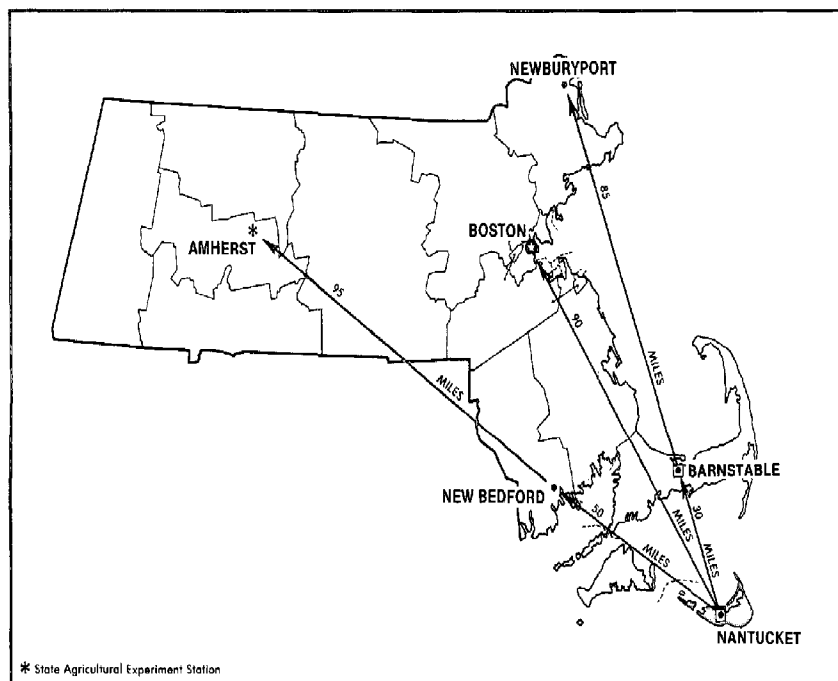 NEWBURYPORT
85
MILES
BOSTON
AMHERST
95
MILES
90
MILES
BARNSTABLE
NEW BEDFORD
50
MILES
30
MILES
NANTUCKET
* State Agricultural Experiment Station